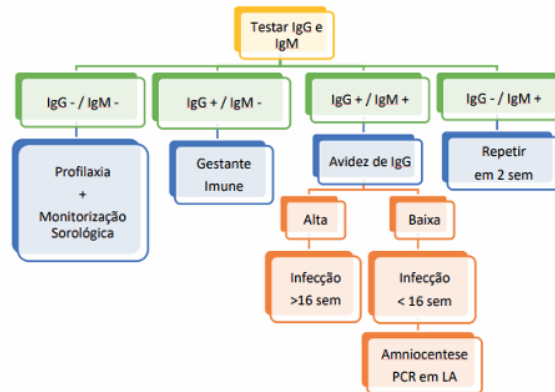 Testar IgG e
IgM
IgG - / IgM -
IgG + / IgM -
IgG + / IgM +
IgG - / IgM +
Profilaxia
+
Monitorização
Sorológica
Gestante
Imune
Avidez de IgG
Repetir
em 2 sem
Alta
Baixa
Infecção
>16 sem
Infecção
< 16 sem
Amniocentese
PCR em LA